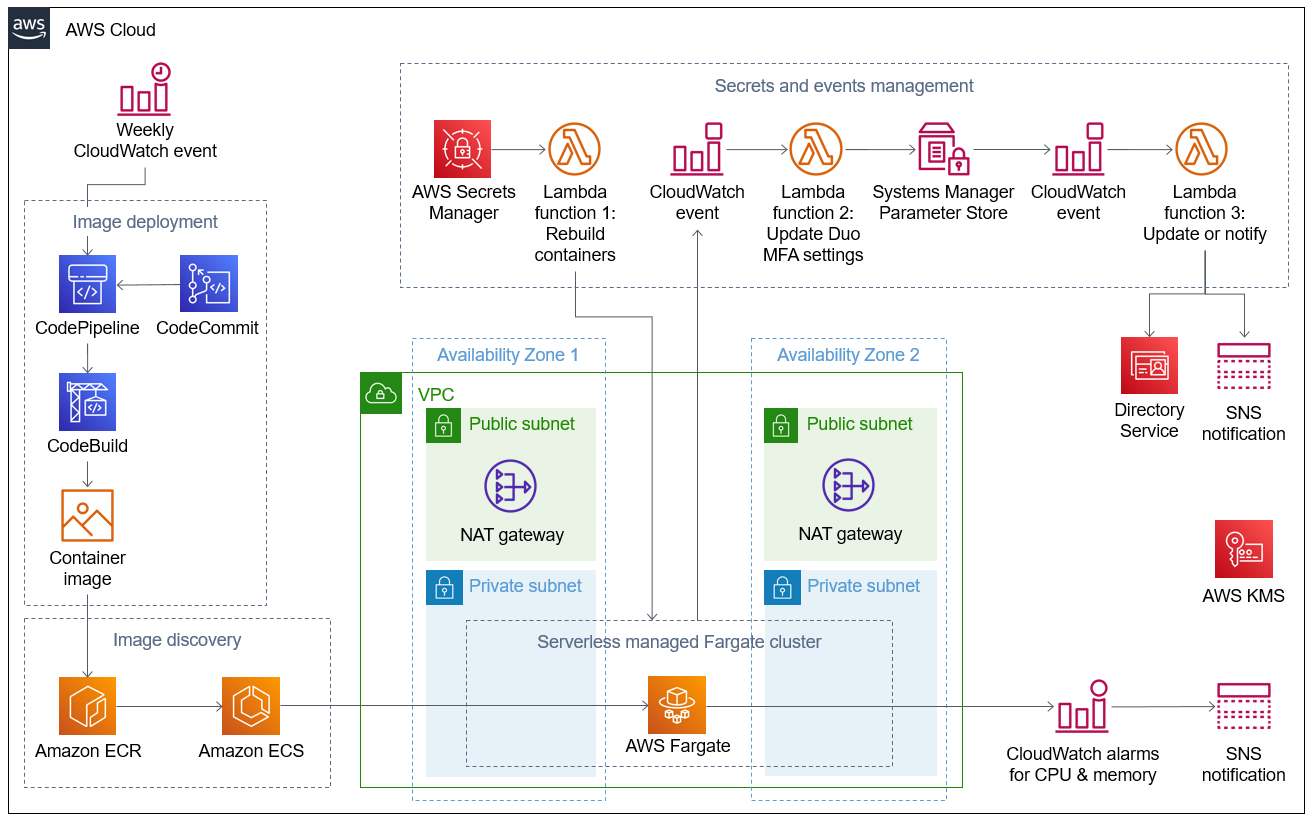 aws
AWS Cloud
Weekly
CloudWatch event
Image deployment
CodePipeline
CodeCommit
CodeBuild
Container
image
Image discovery
Amazon ECR
Amazon ECS
Secrets and events management
AWS Secrets
Manager
Lambda
function 1:
Rebuild
containers
CloudWatch
event
Lambda
function 2:
Update Duo
MFA settings
Systems Manager
Parameter Store
CloudWatch
event
Lambda
function 3:
Update or notify
Directory
Service
SNS
notification
Availability Zone 1
Availability Zone 2
VPC
Public subnet
NAT gateway
Private subnet
Public subnet
NAT gateway
Private subnet
Serverless managed Fargate cluster
AWS Fargate
AWS KMS
CloudWatch alarms
for CPU & memory
SNS
notification